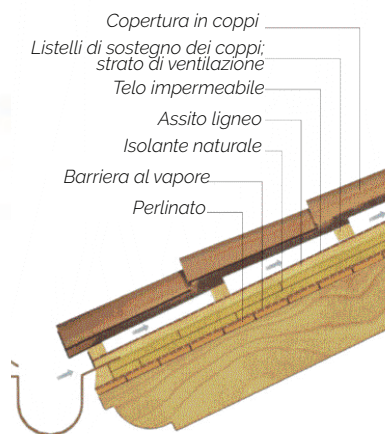 Copertura in coppi
Listelli di sostegno dei coppi;
strato di ventilazione
Telo impermeabile
Assito ligneo
Isolante naturale
Barriera al vapore
Perlinato